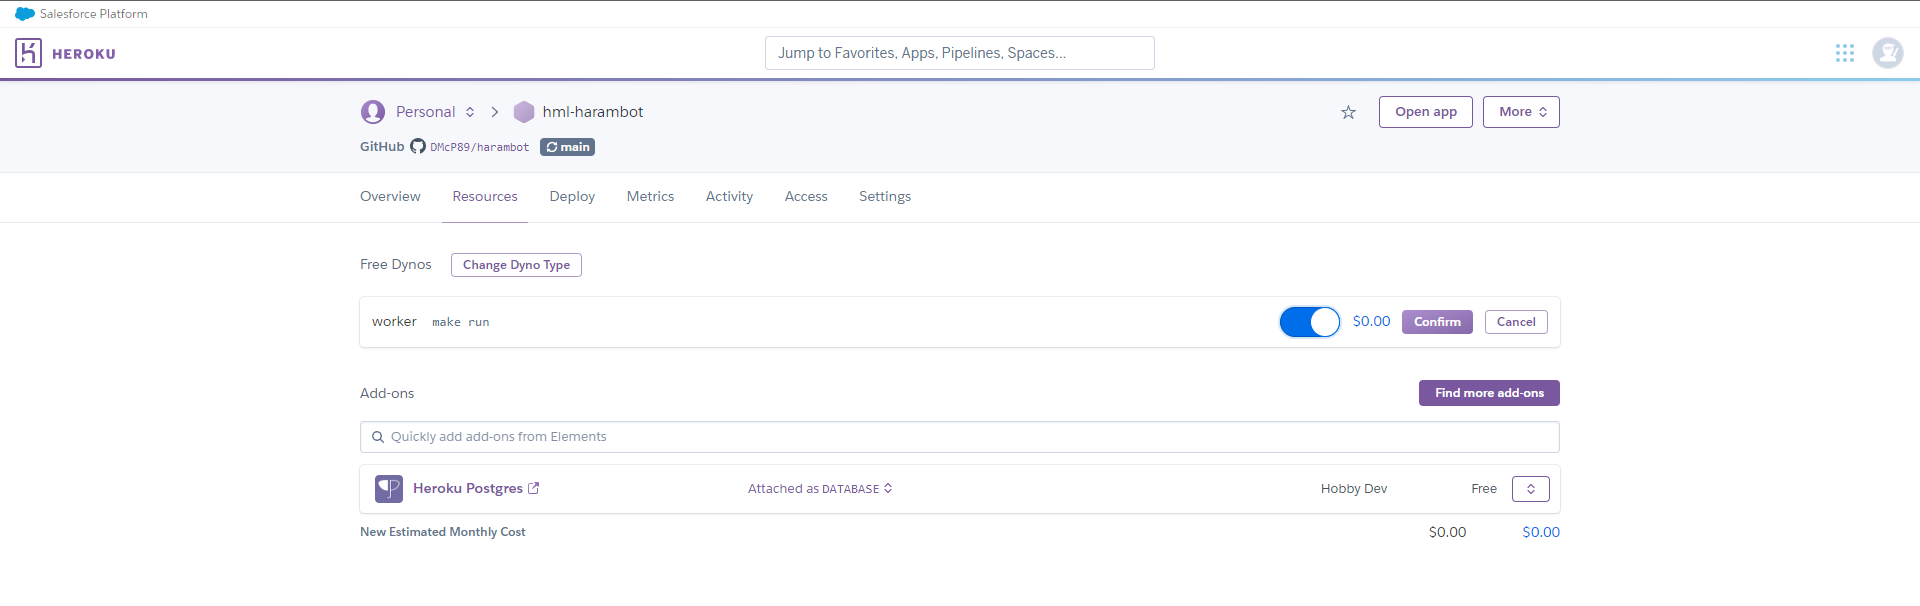 Salesforce Platform
HEROKU
Jump to Favorites, Apps, Pipelines, Spaces...
Personal hml-harambot
Open app More
GitHub DMcP89/harambot main
Overview Resources Deploy Metrics Activity Access Settings
Free Dynos Change Dyno Type
worker make run $0.00 Confirm Cancel
Add-ons Find more add-ons
Quickly add add-ons from Elements
Heroku Postgres Attached as DATABASE Hobby Dev Free
New Estimated Monthly Cost $0.00 $0.00